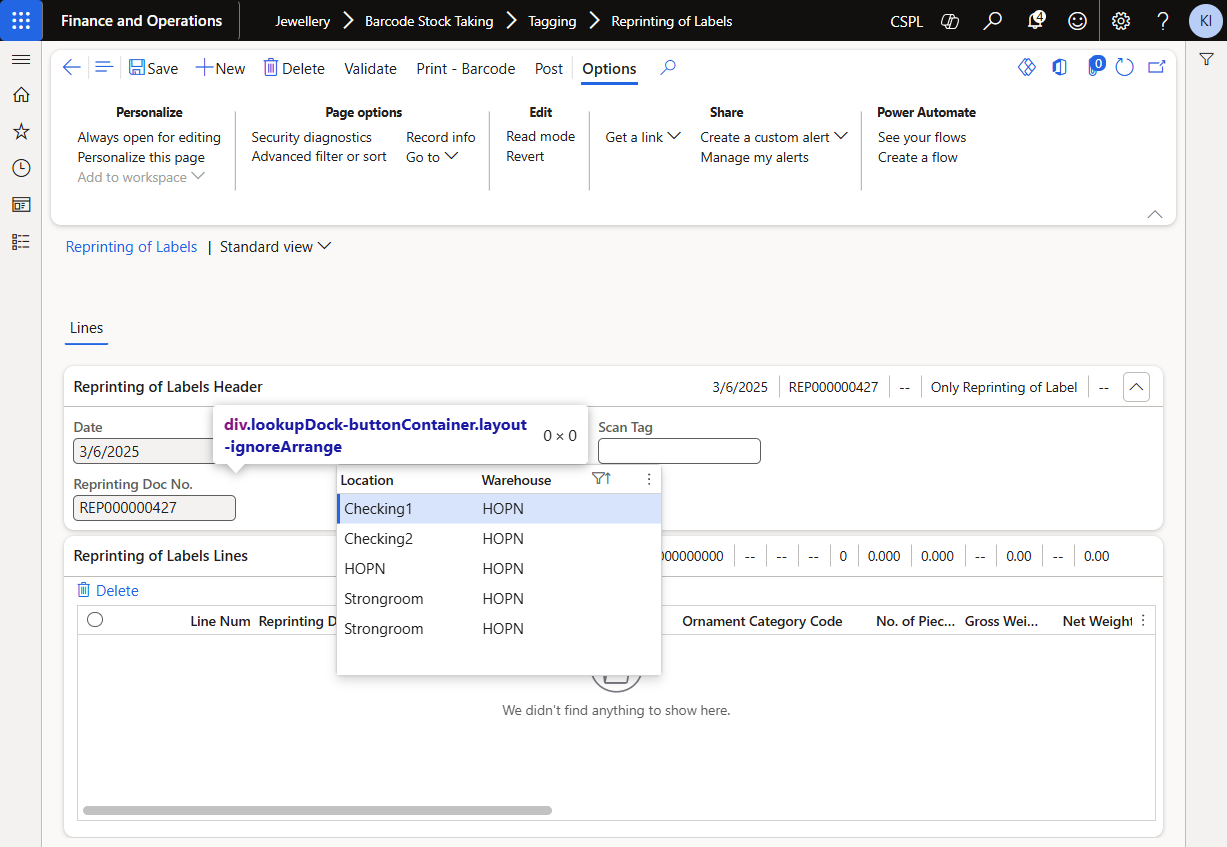 Finance and Operations
Jewellery Barcode Stock Taking Tagging Reprinting of Labels
CSPL 4 ? KI
Save New Delete Validate Print - Barcode Post Options 0
Personalize Page options Edit Share Power Automate
Always open for editing
Personalize this page
Add to workspace
Security diagnostics
Advanced filter or sort
Record info
Go to
Read mode
Revert
Get a link
Create a custom alert
Manage my alerts
See your flows
Create a flow
Reprinting of Labels | Standard view
Lines
Reprinting of Labels Header 3/6/2025 REP000000427 -- Only Reprinting of Label --
Date
3/6/2025
div.lookupDock-buttonContainer.layout
-ignoreArrange
0 × 0
Scan Tag
Reprinting Doc No.
REP000000427
Location Warehouse
Checking1 HOPN
Checking2 HOPN
HOPN HOPN
Strongroom HOPN
Strongroom HOPN
Reprinting of Labels Lines 00000000 -- -- -- 0 0.000 0.000 -- 0.00 -- 0.00
Delete
Line Num Reprinting D Ornament Category Code No. of Piec... Gross Wei... Net Weight
We didn't find anything to show here.